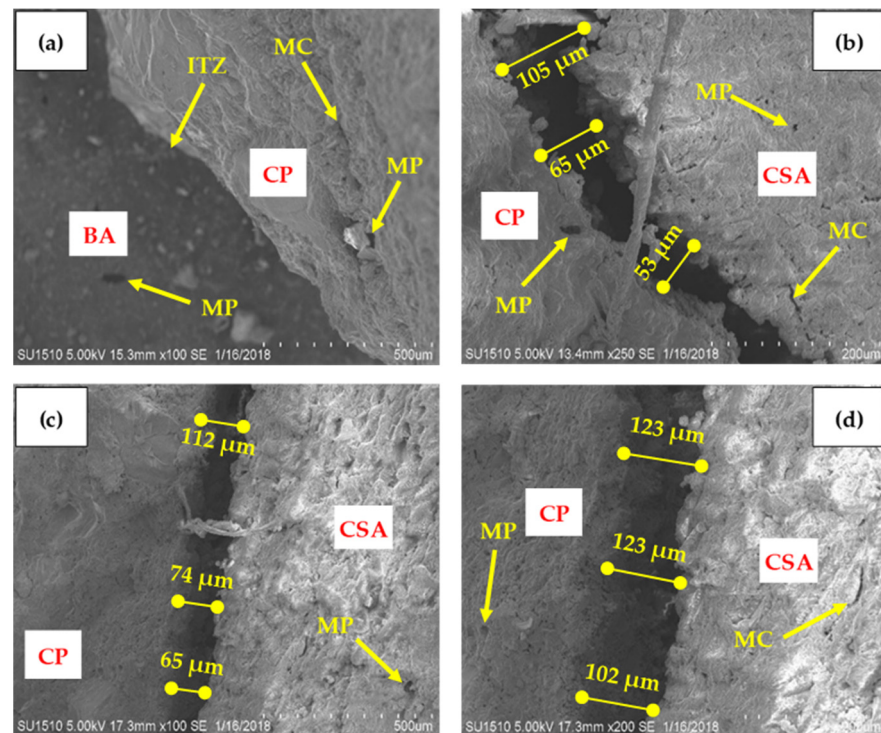 (a)
ITZ
MC
CP
MP
BA
MP
SU1510 5.00kV 15.3mm x100 SE 1/16/2018
500um
(b)
105 µm
MP
65 µm
CSA
CP
MC
53 µm
MP
SU1510 5.00kV 13.4mm x250 SE 1/16/2018
200um
(c)
112 µm
CSA
74 µm
MP
CP
65 µm
SU1510 5.00kV 17.3mm x100 SE 1/16/2018
500um
(d)
123 µm
CP
MP
123 µm
CSA
MC
102 µm
SU1510 5.00kV 17.3mm x200 SE 1/16/2018